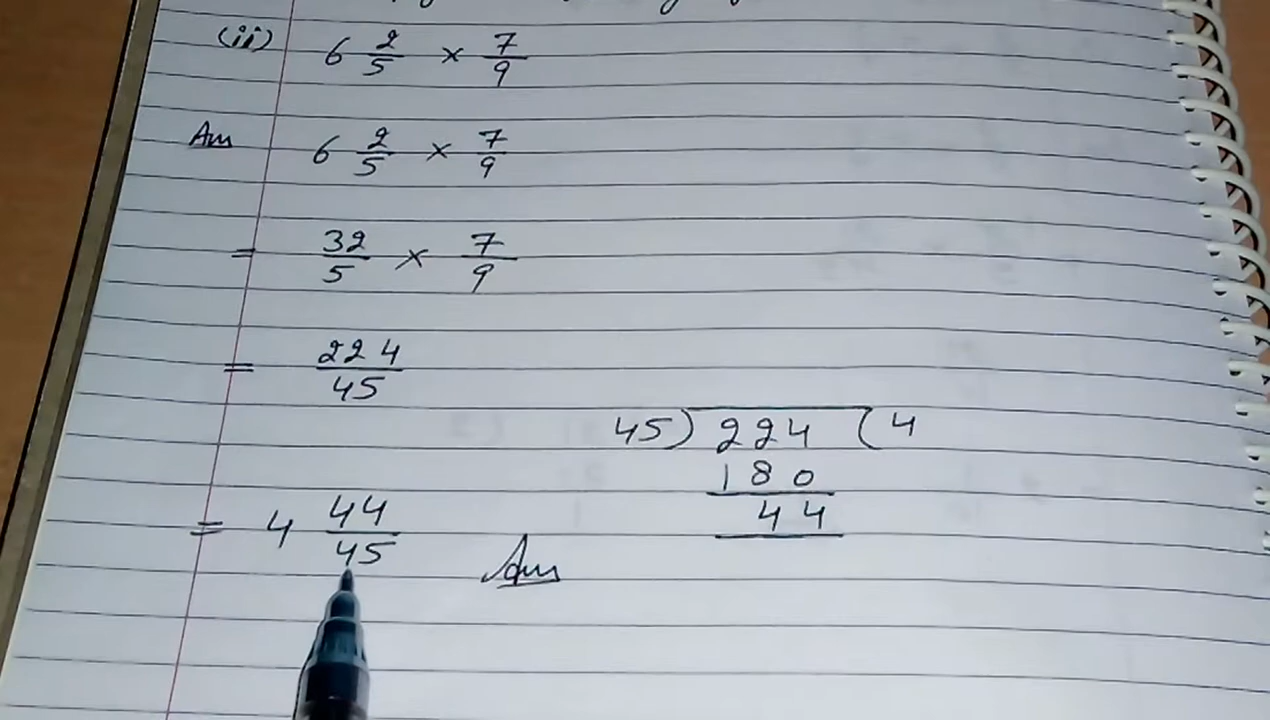 (ii) 6 2/5 × 7/9
Ans 6 2/5 × 7/9
= 32/5 × 7/9
= 224/45
45) 224 (4
180
44
= 4 44/45 Ans